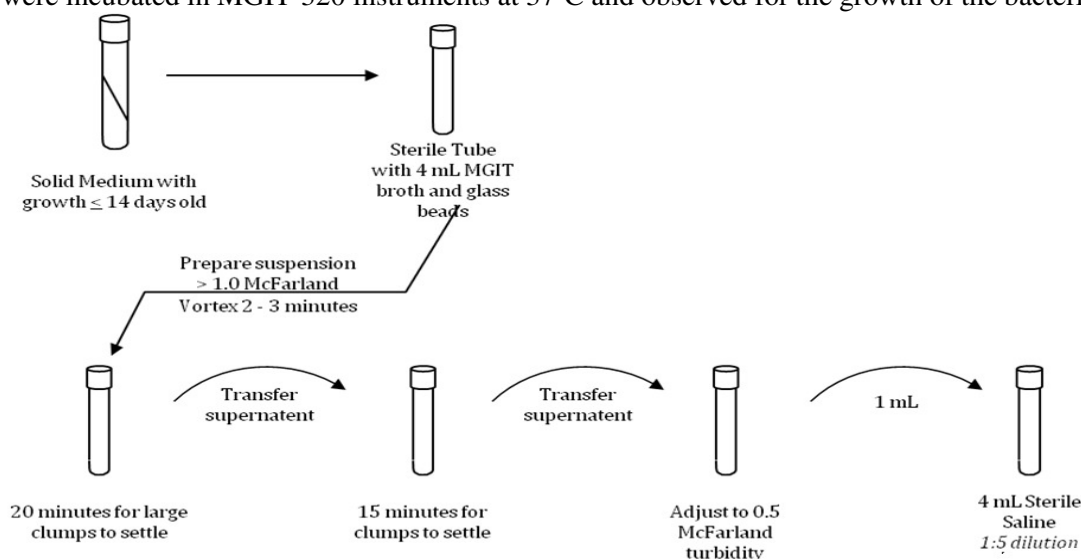 were incubated in MGIT 320 instruments at 37°C and observed for the growth of the bacteri
Sterile Tube
with 4 mL MGIT
broth and glass
beads
Solid Medium with
growth ≤ 14 days old
Prepare suspension
> 1.0 McFarland
Vortex 2 - 3 minutes
Transfer
supernatent
Transfer
supernatent
1 mL
20 minutes for large
clumps to settle
15 minutes for
clumps to settle
Adjust to 0.5
McFarland
turbidity
4 mL Sterile
Saline
1:5 dilution